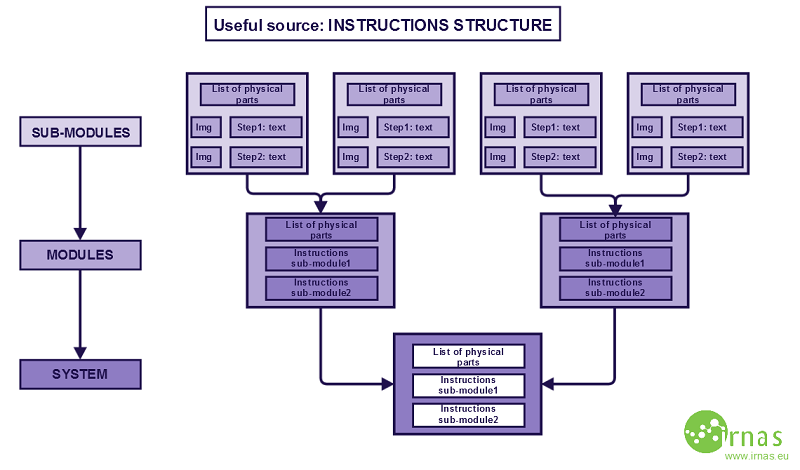 Useful source: INSTRUCTIONS STRUCTURE
SUB-MODULES
MODULES
SYSTEM
List of physical
parts
Img
Step1: text
Img
Step2: text
List of physical
parts
Img
Step1: text
Img
Step2: text
List of physical
parts
Img
Step1: text
Img
Step2: text
List of physical
parts
Img
Step1: text
Img
Step2: text
List of physical
parts
Instructions
sub-module1
Instructions
sub-module2
List of physical
parts
Instructions
sub-module1
Instructions
sub-module2
List of physical
parts
Instructions
sub-module1
Instructions
sub-module2
irnas
www.irnas.eu